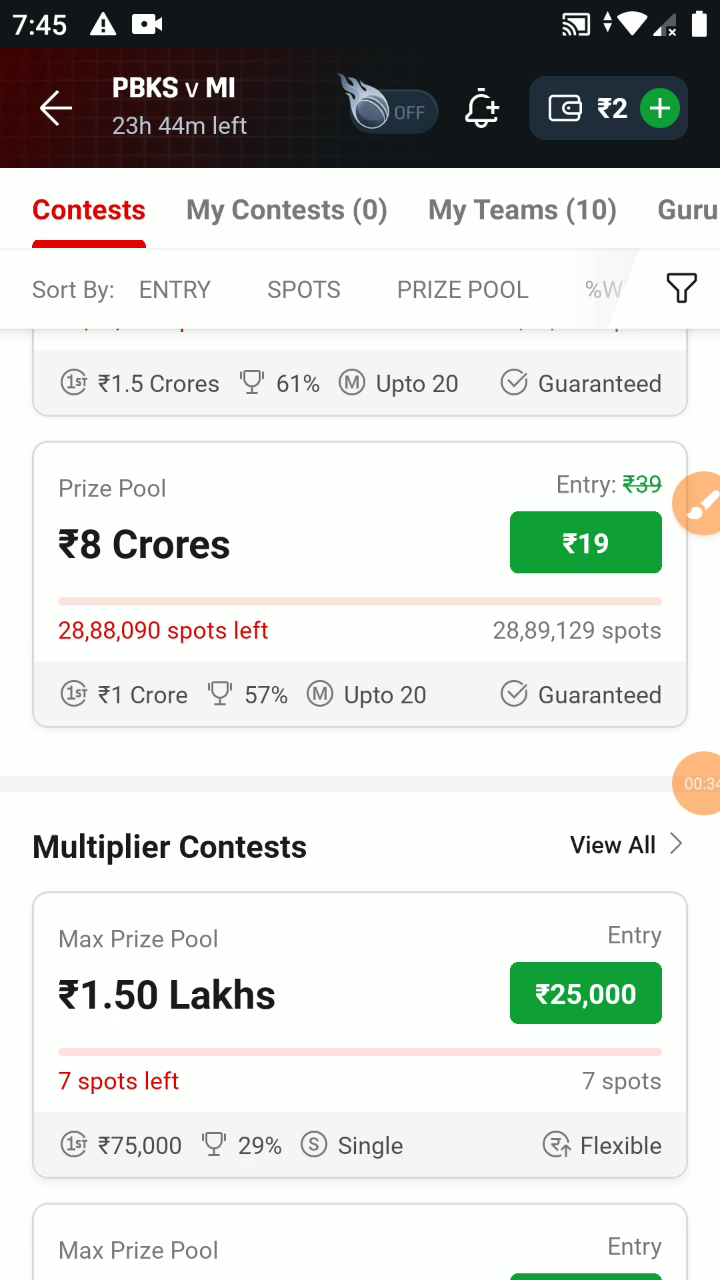 7:45
PBKS v MI
23h 44m left
OFF
₹2
Contests My Contests (0) My Teams (10) Guru
Sort By: ENTRY SPOTS PRIZE POOL %W
1ST ₹1.5 Crores 61% M Upto 20 Guaranteed
Prize Pool Entry: ₹39
₹8 Crores ₹19
28,88,090 spots left 28,89,129 spots
1ST ₹1 Crore 57% M Upto 20 Guaranteed
00:34
Multiplier Contests View All
Max Prize Pool Entry
₹1.50 Lakhs ₹25,000
7 spots left 7 spots
1ST ₹75,000 29% S Single Flexible
Max Prize Pool Entry